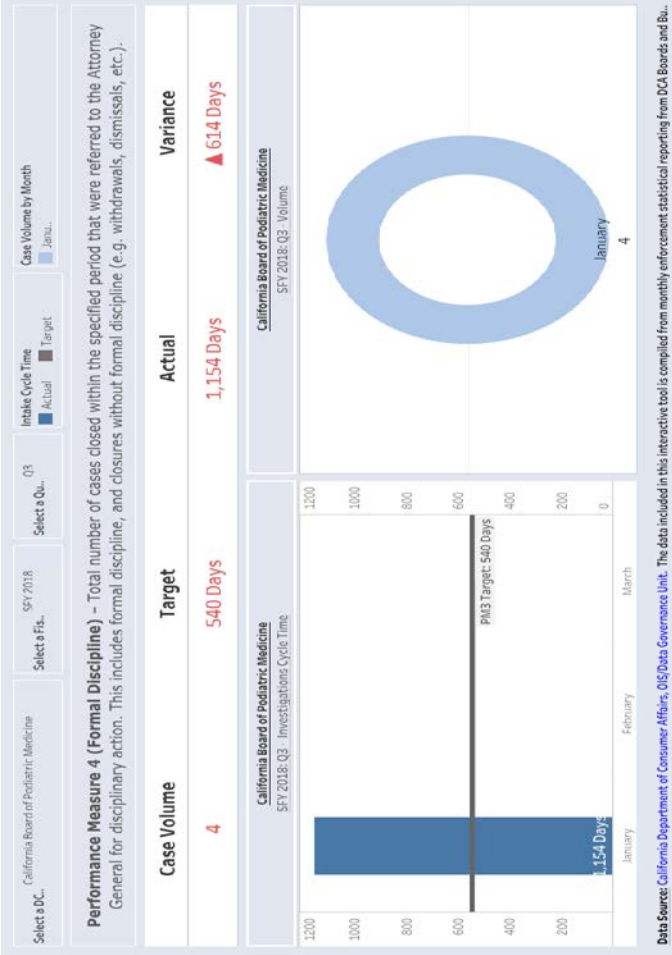 Select a DC..
California Board of Podiatric Medicine
Select a Fis..
SFY 2018
Select a Qu..
Q3
Intake Cycle Time
Actual
Target
Case Volume by Month
Janu..
Performance Measure 4 (Formal Discipline) – Total number of cases closed within the specified period that were referred to the Attorney
General for disciplinary action. This includes formal discipline, and closures without formal discipline (e.g. withdrawals, dismissals, etc.).
Case Volume
Target
Actual
Variance
4
540 Days
1,154 Days
▲ 614 Days
California Board of Podiatric Medicine
SFY 2018: Q3 - Investigations Cycle Time
1200
1000
800
600
400
200
0
PM3 Target: 540 Days
1,154 Days
1200
1000
800
600
400
200
0
January
February
March
California Board of Podiatric Medicine
SFY 2018: Q3 - Volume
January
4
Data Source: California Department of Consumer Affairs, OIS/Data Governance Unit. The data included in this interactive tool is compiled from monthly enforcement statistical reporting from DCA Boards and Bu..